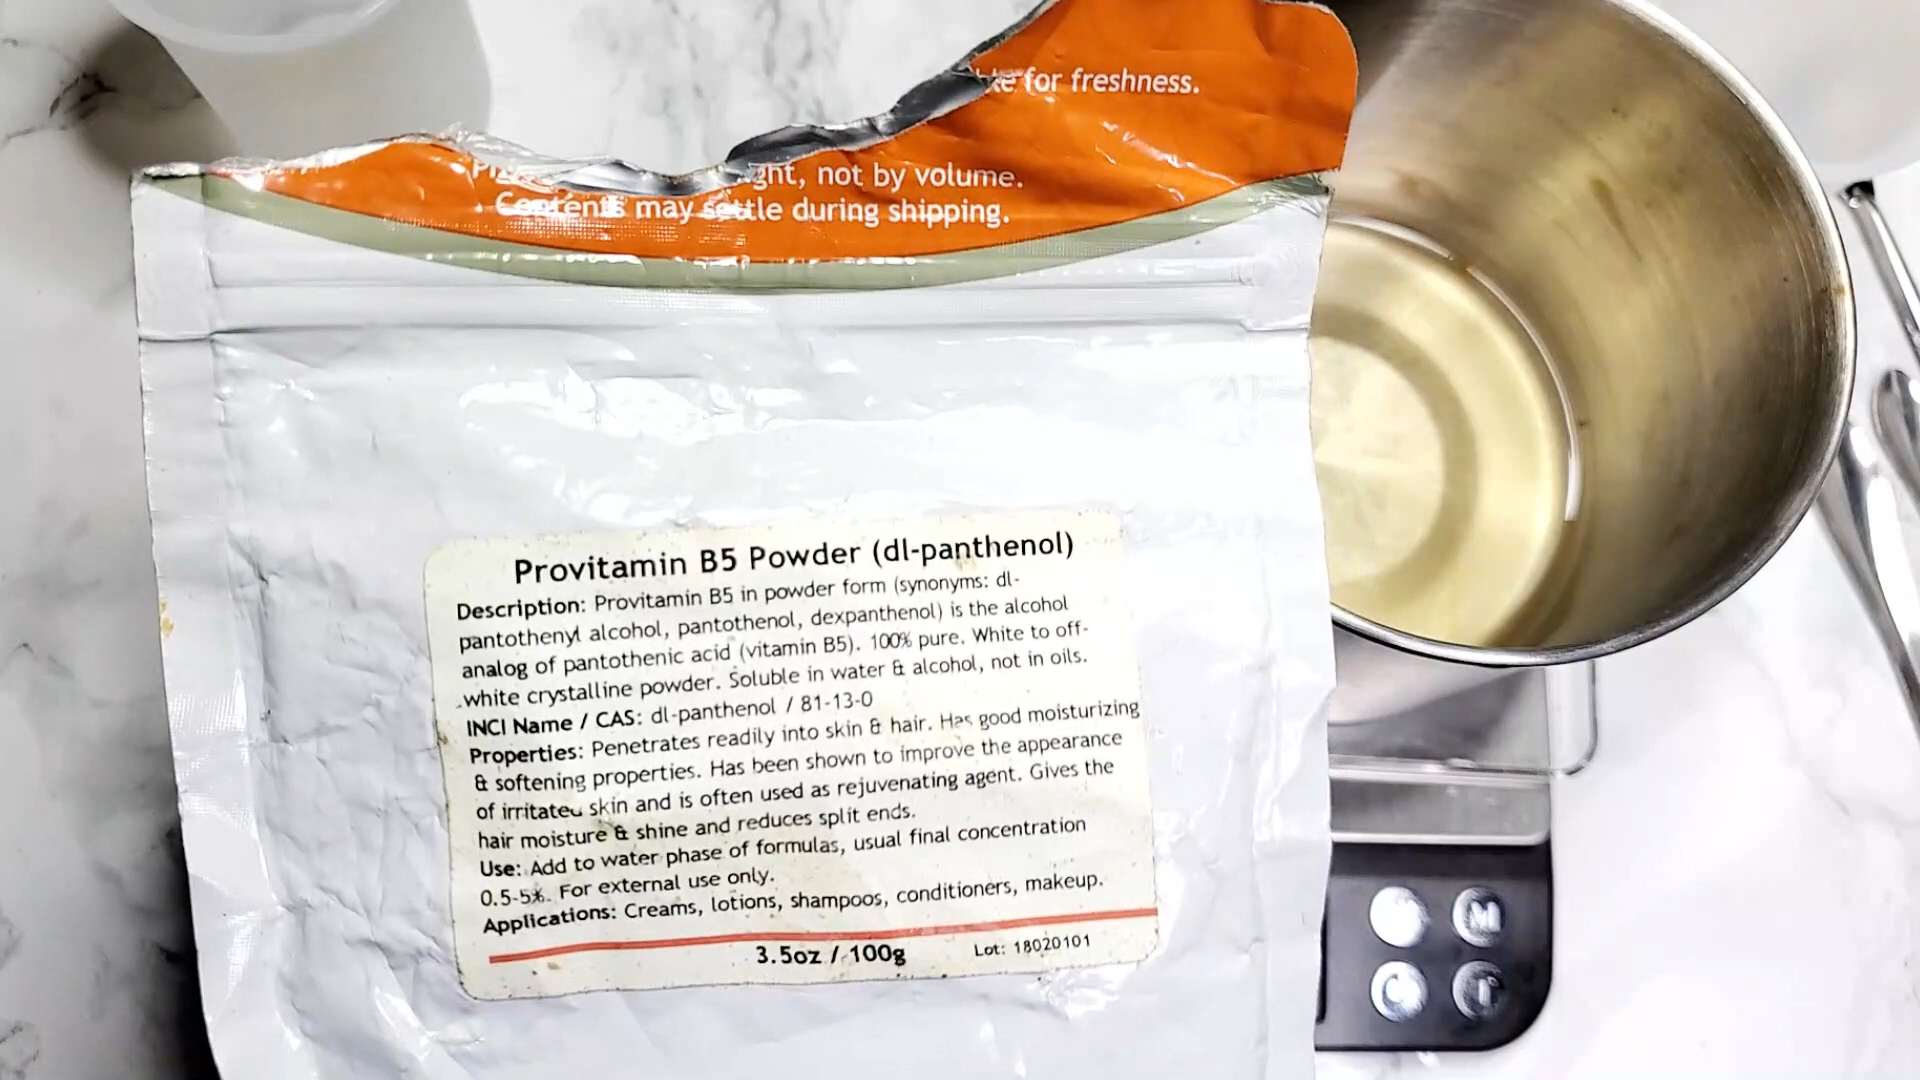 for freshness.
not by volume.
Contents may settle during shipping.
Provitamin B5 Powder (dl-panthenol)
Description: Provitamin B5 in powder form (synonyms: dl-
pantothenyl alcohol, pantothenol, dexpanthenol) is the alcohol
analog of pantothenic acid (vitamin B5). 100% pure. White to off-
white crystalline powder. Soluble in water & alcohol, not in oils.
INCI Name / CAS: dl-panthenol / 81-13-0
Properties: Penetrates readily into skin & hair. Has good moisturizing
& softening properties. Has been shown to improve the appearance
of irritated skin and is often used as rejuvenating agent. Gives the
hair moisture & shine and reduces split ends.
Use: Add to water phase of formulas, usual final concentration
0.5-5%. For external use only.
Applications: Creams, lotions, shampoos, conditioners, makeup.
3.5oz / 100g
Lot: 18020101
M